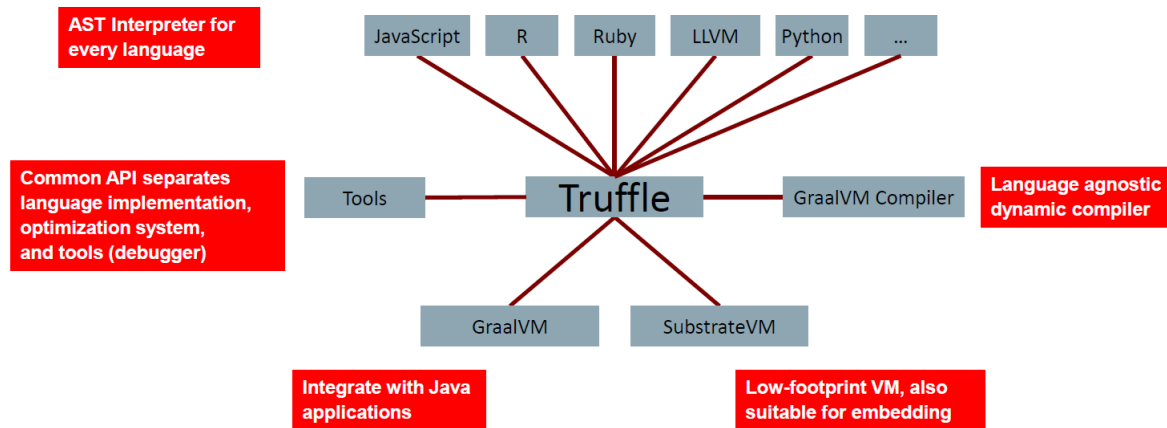 AST Interpreter for
every language
JavaScript
R
Ruby
LLVM
Python
...
Common API separates
language implementation,
optimization system,
and tools (debugger)
Tools
Truffle
GraalVM Compiler
Language agnostic
dynamic compiler
GraalVM
SubstrateVM
Integrate with Java
applications
Low-footprint VM, also
suitable for embedding